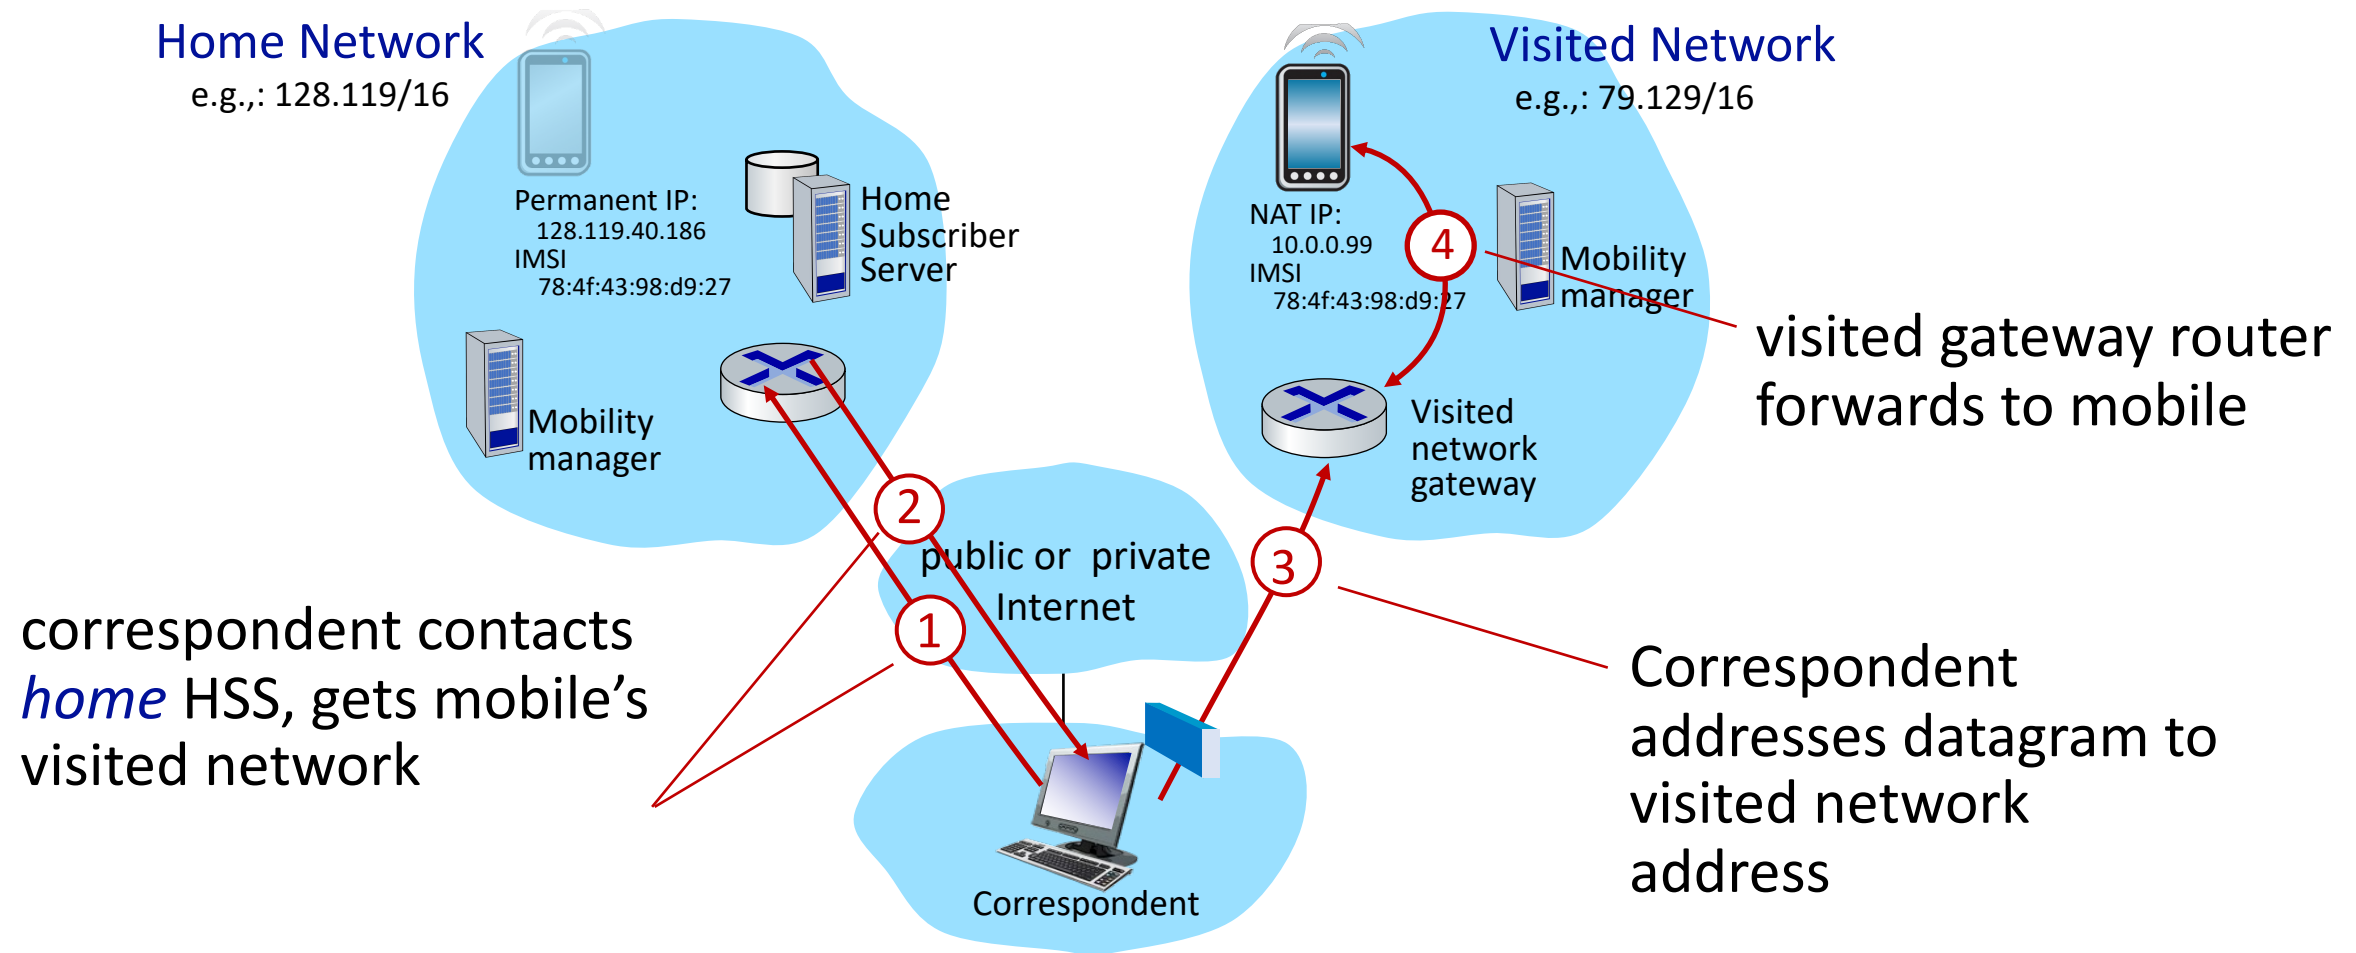 Home Network
e.g.,: 128.119/16
Visited Network
e.g.,: 79.129/16
Permanent IP:
128.119.40.186
IMSI
78:4f:43:98:d9:27
Home
Subscriber
Server
Mobility
manager
NAT IP:
10.0.0.99
IMSI
78:4f:43:98:d9:27
4
Mobility
manager
visited gateway router
forwards to mobile
Visited
network
gateway
2
public or  private
Internet
3
1
correspondent contacts
home HSS, gets mobile’s
visited network
Correspondent
addresses datagram to
visited network
address
Correspondent